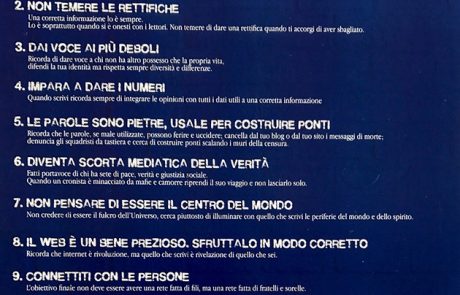 2. NON TEMERE LE RETTIFICHE
Una corretta informazione lo è sempre.
Lo è soprattutto quando si è onesti con i lettori. Non temere di dare una rettifica quando ti accorgi di aver sbagliato.
3. DAI VOCE AI PIÙ DEBOLI
Ricorda di dare voce a chi non ha altro possesso che la propria vita,
difendi la tua identità ma rispetta sempre diversità e differenze.
4. IMPARA A DARE I NUMERI
Quando scrivi ricorda sempre di integrare le opinioni con tutti i dati utili a una corretta informazione
5. LE PAROLE SONO PIETRE, USALE PER COSTRUIRE PONTI
Ricorda che le parole, se male utilizzate, possono ferire e uccidere; cancella dal tuo blog o dal tuo sito i messaggi di morte;
denuncia gli squadristi da tastiera e cerca di costruire ponti scalando i muri della censura.
6. DIVENTA SCORTA MEDIATICA DELLA VERITÀ
Fatti portavoce di chi ha sete di pace, verità e giustizia sociale.
Quando un cronista è minacciato da mafie e camorre riprendi il suo viaggio e non lasciarlo solo.
7. NON PENSARE DI ESSERE IL CENTRO DEL MONDO
Non credere di essere il fulcro dell'Universo, cerca piuttosto di illuminare con quello che scrivi le periferie del mondo e dello spirito.
8. IL WEB È UN BENE PREZIOSO. SFRUTTALO IN MODO CORRETTO
Ricorda che internet è rivoluzione, ma quello che scrivi è rivelazione di quello che sei.
9. CONNETTITI CON LE PERSONE
L'obiettivo finale non deve essere avere una rete fatta di fili, ma una rete fatta di fratelli e sorelle.